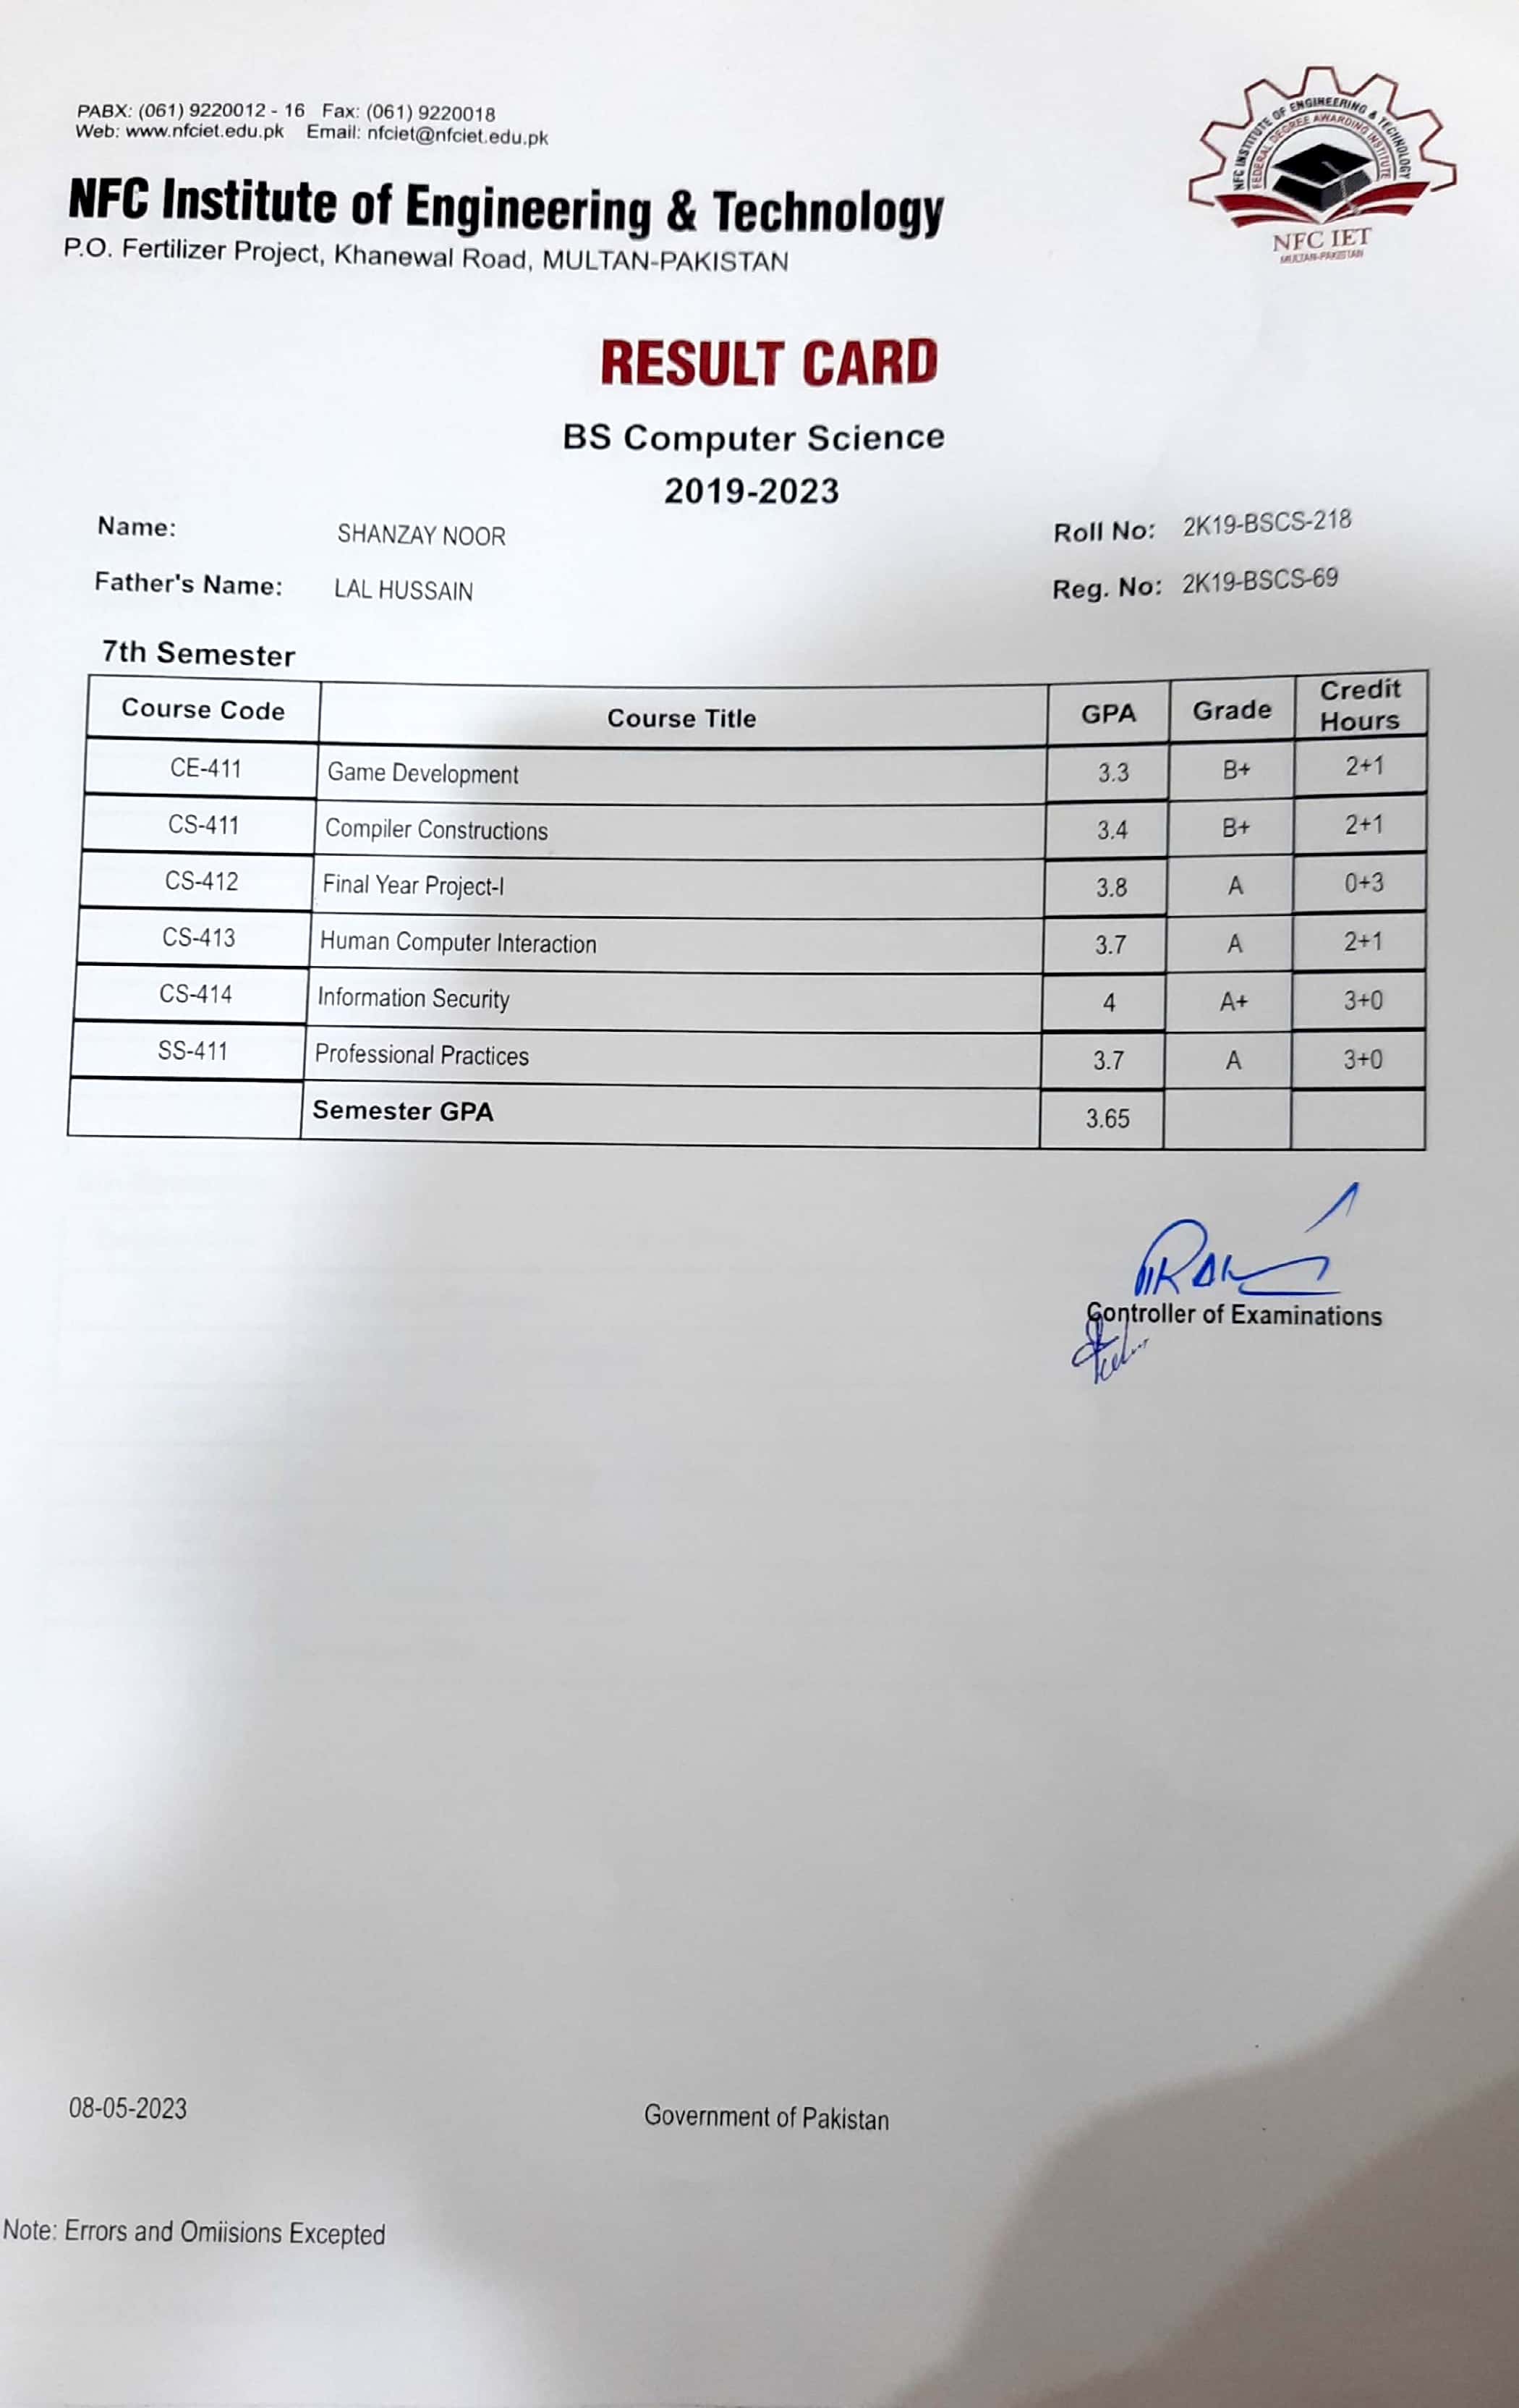 PABX: (061) 9220012 - 16 Fax: (061) 9220018
Web: www.nfciet.edu.pk Email: nfciet@nfciet.edu.pk
NFC Institute of Engineering & Technology
P.O. Fertilizer Project, Khanewal Road, MULTAN-PAKISTAN
NFC INSTITUTE OF ENGINEERING & TECHNOLOGY
FEDERAL DEGREE AWARDING INSTITUTE
NFC IET
MULTAN-PAKISTAN
RESULT CARD
BS Computer Science
2019-2023
Name: SHANZAY NOOR Roll No: 2K19-BSCS-218
Father's Name: LAL HUSSAIN Reg. No: 2K19-BSCS-69
7th Semester
Course Code Course Title GPA Grade Credit Hours
CE-411 Game Development 3.3 B+ 2+1
CS-411 Compiler Constructions 3.4 B+ 2+1
CS-412 Final Year Project-I 3.8 A 0+3
CS-413 Human Computer Interaction 3.7 A 2+1
CS-414 Information Security 4 A+ 3+0
SS-411 Professional Practices 3.7 A 3+0
Semester GPA 3.65
Controller of Examinations
08-05-2023 Government of Pakistan
Note: Errors and Omiisions Excepted